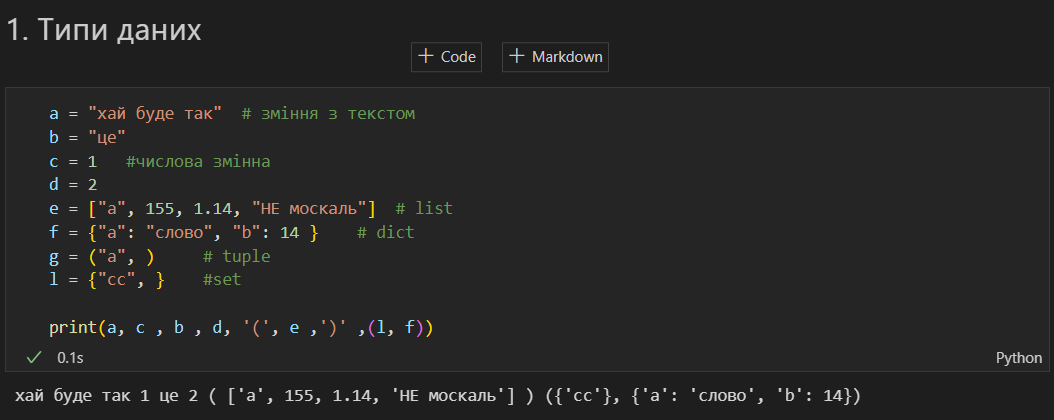 1. Типи даних
+ Code + Markdown
a = "хай буде так"  # зміння з текстом
b = "це"
c = 1   #числова змінна
d = 2
e = ["a", 155, 1.14, "НЕ москаль"]  # list
f = {"a": "слово", "b": 14 }    # dict
g = ("a", )     # tuple
l = {"cc", }    #set
print(a, c , b , d, '(', e ,')' ,(l, f))
0.1s
Python
хай буде так 1 це 2 ( ['a', 155, 1.14, 'НЕ москаль'] ) ({'cc'}, {'a': 'слово', 'b': 14})